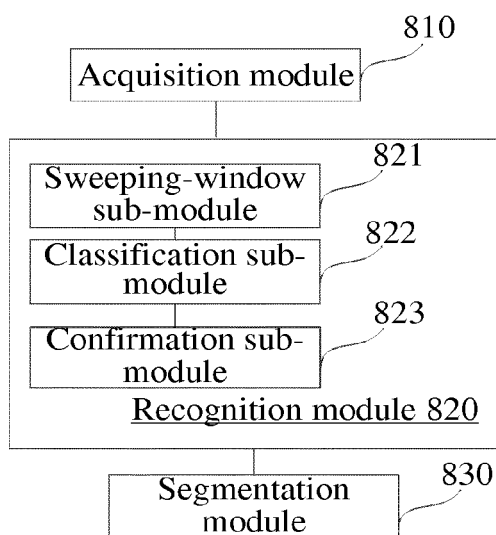 810
Acquisition module
821
Sweeping-window
sub-module
822
Classification sub-
module
823
Confirmation sub-
module
Recognition module 820
830
Segmentation
module